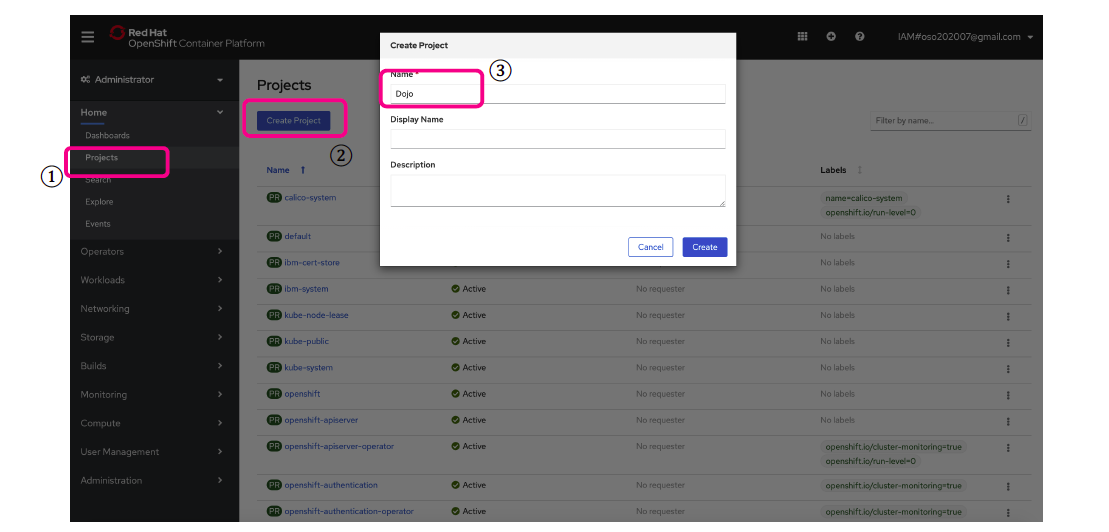 Red Hat
OpenShift Container Platform
IAM#oso202007@gmail.com
Administrator
Home
Dashboards
Projects
Search
Explore
Events
Operators
Workloads
Networking
Storage
Builds
Monitoring
Compute
User Management
Administration
①
Projects
Create Project
②
Filter by name...
/
Create Project
③
Name *
Dojo
Display Name
Description
Cancel
Create
Name
Labels
PR calico-system
name=calico-system
openshift.io/run-level=0
PR default
No labels
PR ibm-cert-store
No labels
PR ibm-system Active No requester No labels
PR kube-node-lease Active No requester No labels
PR kube-public Active No requester No labels
PR kube-system Active No requester No labels
PR openshift Active No requester No labels
PR openshift-apiserver Active No requester No labels
PR openshift-apiserver-operator Active No requester openshift.io/cluster-monitoring=true
openshift.io/run-level=0
PR openshift-authentication Active No requester openshift.io/cluster-monitoring=true
PR openshift-authentication-operator Active No requester openshift.io/cluster-monitoring=true